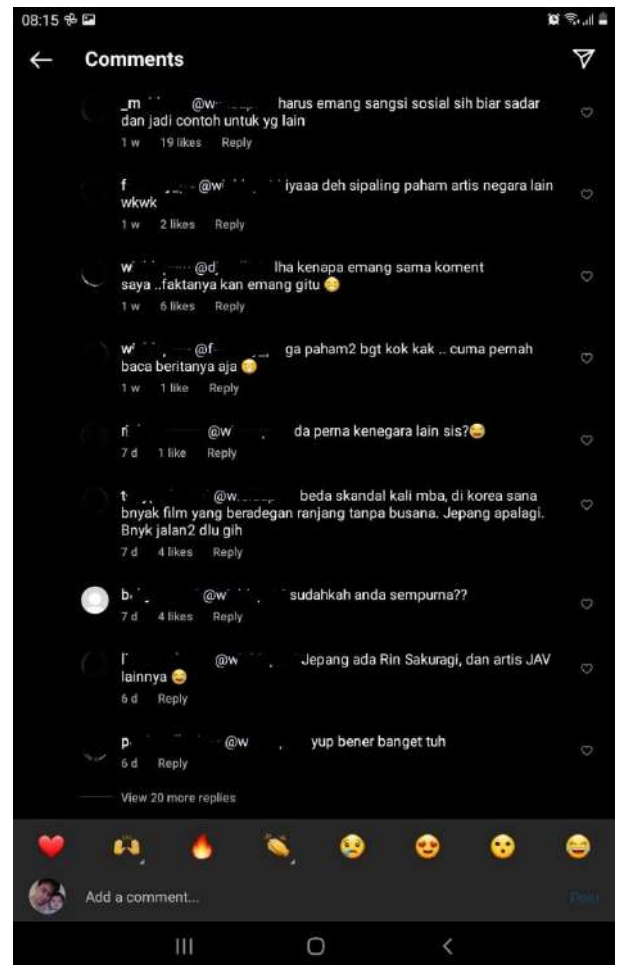 08:15
Comments
_m @w harus emang sangsi sosial sih biar sadar
dan jadi contoh untuk yg lain
1 w 19 likes Reply
f @w iyaaa deh sipaling paham artis negara lain
wkwk
1 w 2 likes Reply
w @d lha kenapa emang sama koment
saya ..faktanya kan emang gitu
1 w 6 likes Reply
w @f ga paham2 bgt kok kak .. cuma pernah
baca beritanya aja
1 w 1 like Reply
@w da perna kenegara lain sis?
7 d 1 like Reply
t @w beda skandal kali mba, di korea sana
bnyak film yang beradegan ranjang tanpa busana. Jepang apalagi.
Bnyk jalan2 dlu gih
7 d 4 likes Reply
b @w sudahkah anda sempurna??
7 d 4 likes Reply
@w Jepang ada Rin Sakuragi, dan artis JAV
lainnya
6 d Reply
p @w yup bener banget tuh
6 d Reply
View 20 more replies
Add a comment...
Post